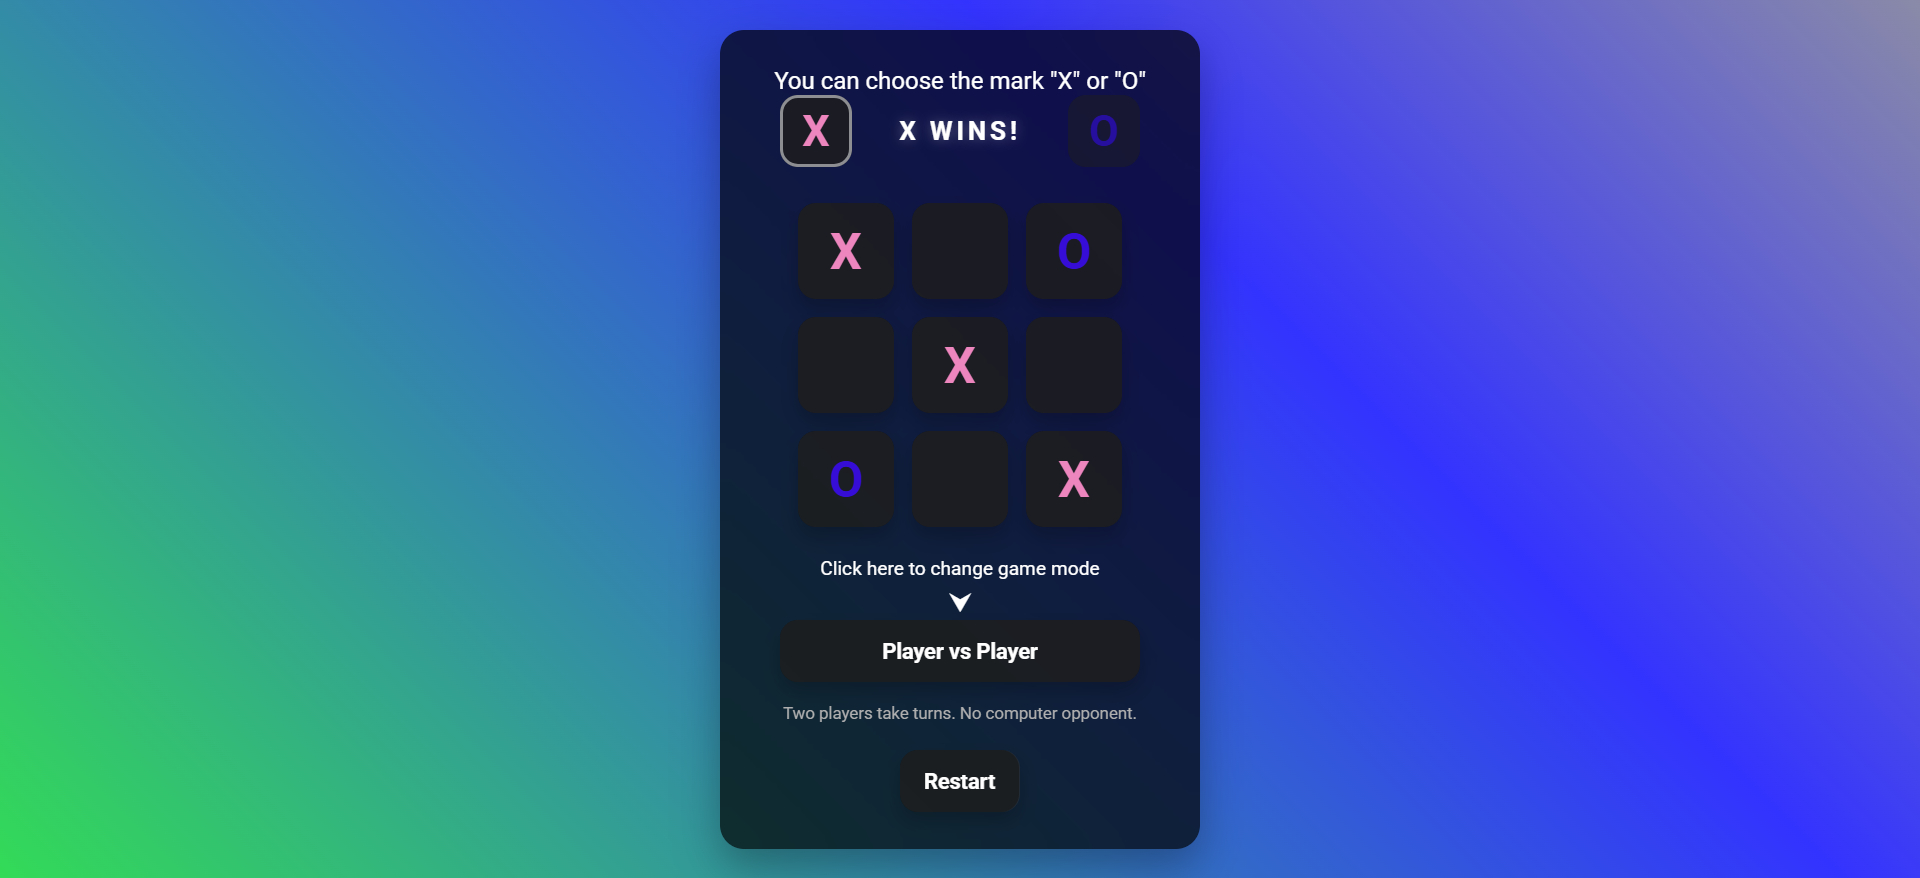 You can choose the mark "X" or "O"
X X WINS! O
X O
X
O X
Click here to change game mode
Player vs Player
Two players take turns. No computer opponent.
Restart